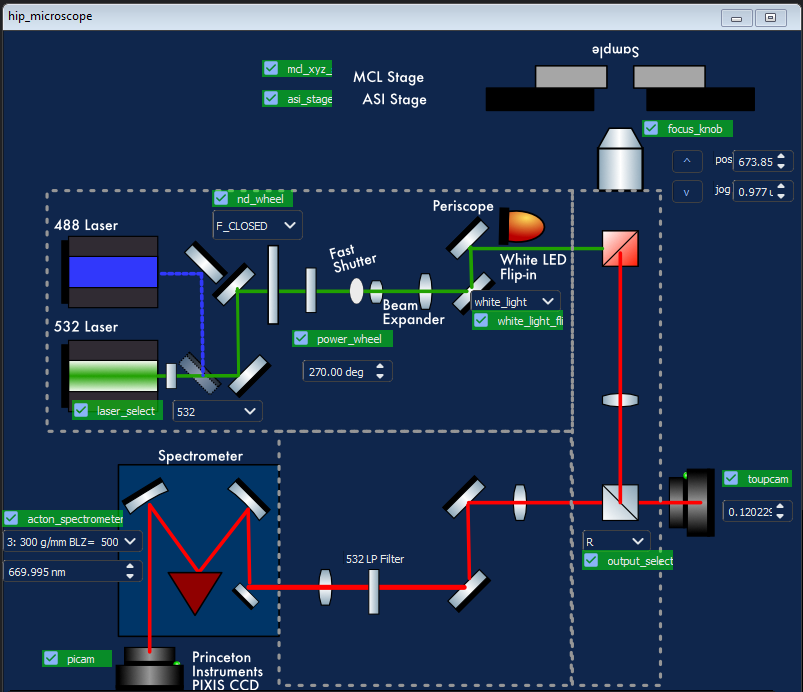 hip_microscope
Sample
mcl_xyz_
MCL Stage
asi_stage
ASI Stage
focus_knob
^
pos
673.85
v
jog
0.977
nd_wheel
F_CLOSED
Periscope
488 Laser
Fast
Shutter
White LED
Flip-in
white_light
white_light_fli
Beam
Expander
532 Laser
power_wheel
270.00 deg
laser_select
532
Spectrometer
toupcam
0.120229
acton_spectrometer
3: 300 g/mm BLZ= 500
669.995 nm
532 LP Filter
R
output_select
picam
Princeton
Instruments
PIXIS CCD